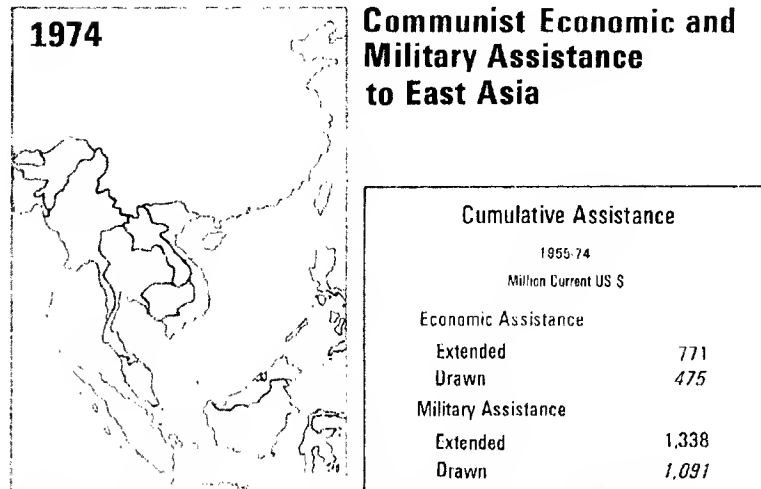 1974
Communist Economic and
Military Assistance
to East Asia
Cumulative Assistance
1955-74
Million Current US $
Economic Assistance
Extended 771
Drawn 475
Military Assistance
Extended 1,338
Drawn 1,091